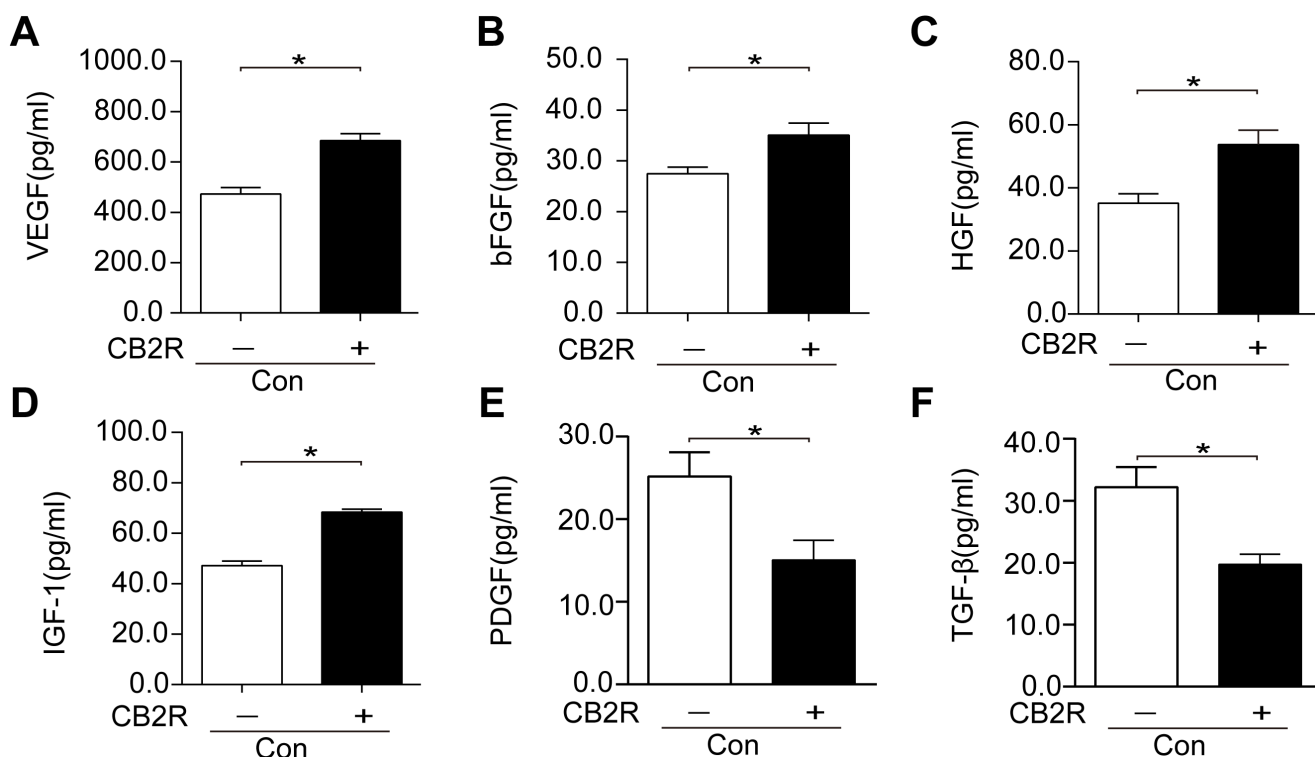 A
VEGF(pg/ml)
1000.0
800.0
600.0
400.0
200.0
0.0
*
CB2R — +
Con
B
bFGF(pg/ml)
50.0
40.0
30.0
20.0
10.0
0.0
*
CB2R — +
Con
C
HGF(pg/ml)
80.0
60.0
40.0
20.0
0.0
*
CB2R — +
Con
D
IGF-1(pg/ml)
100.0
80.0
60.0
40.0
20.0
0.0
*
CB2R — +
Con
E
PDGF(pg/ml)
30.0
20.0
10.0
0.0
*
CB2R — +
Con
F
TGF-β(pg/ml)
40.0
30.0
20.0
10.0
0.0
*
CB2R — +
Con